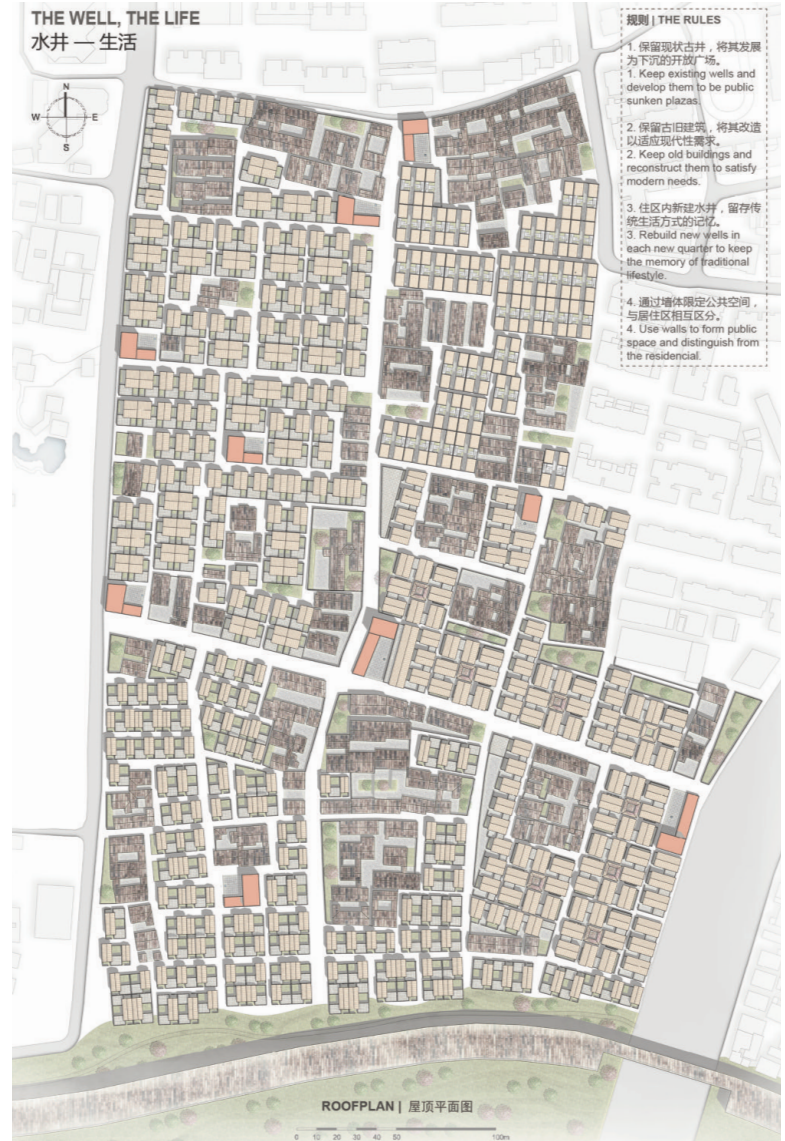 THE WELL, THE LIFE
水井 — 生活
N
W
E
S
规则 | THE RULES
1. 保留现状古井，将其发展
为下沉的开放广场。
1. Keep existing wells and
develop them to be public
sunken plazas.
2. 保留古旧建筑，将其改造
以适应现代性需求。
2. Keep old buildings and
reconstruct them to satisfy
modern needs.
3. 住区内新建水井，留存传
统生活方式的记忆。
3. Rebuild new wells in
each new quarter to keep
the memory of traditional
lifestyle.
4. 通过墙体限定公共空间，
与居住区相互区分。
4. Use walls to form public
space and distinguish from
the residencial.
ROOFPLAN | 屋顶平面图
0 10 20 30 40 50 100m